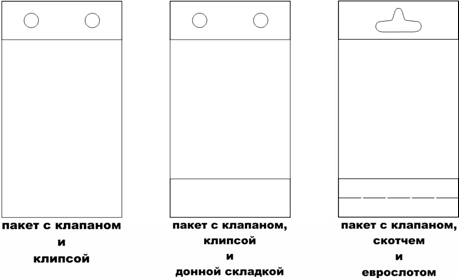 пакет с клапаном
и
клипсой
пакет с клапаном,
клипсой
и
донной складкой
пакет с клапаном,
скотчем
и
еврослотом